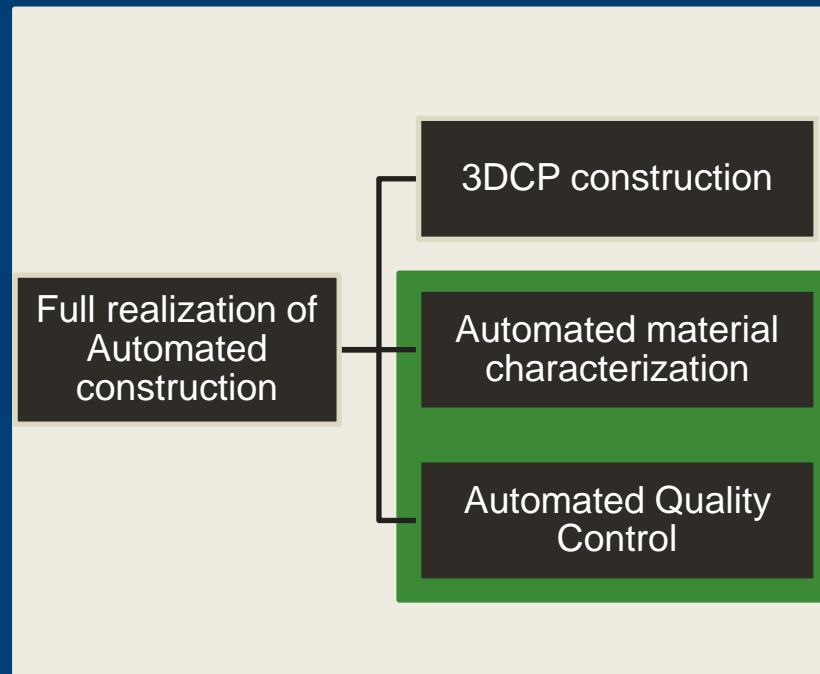 3DCP construction
Full realization of
Automated
construction
Automated material
characterization
Automated Quality
Control